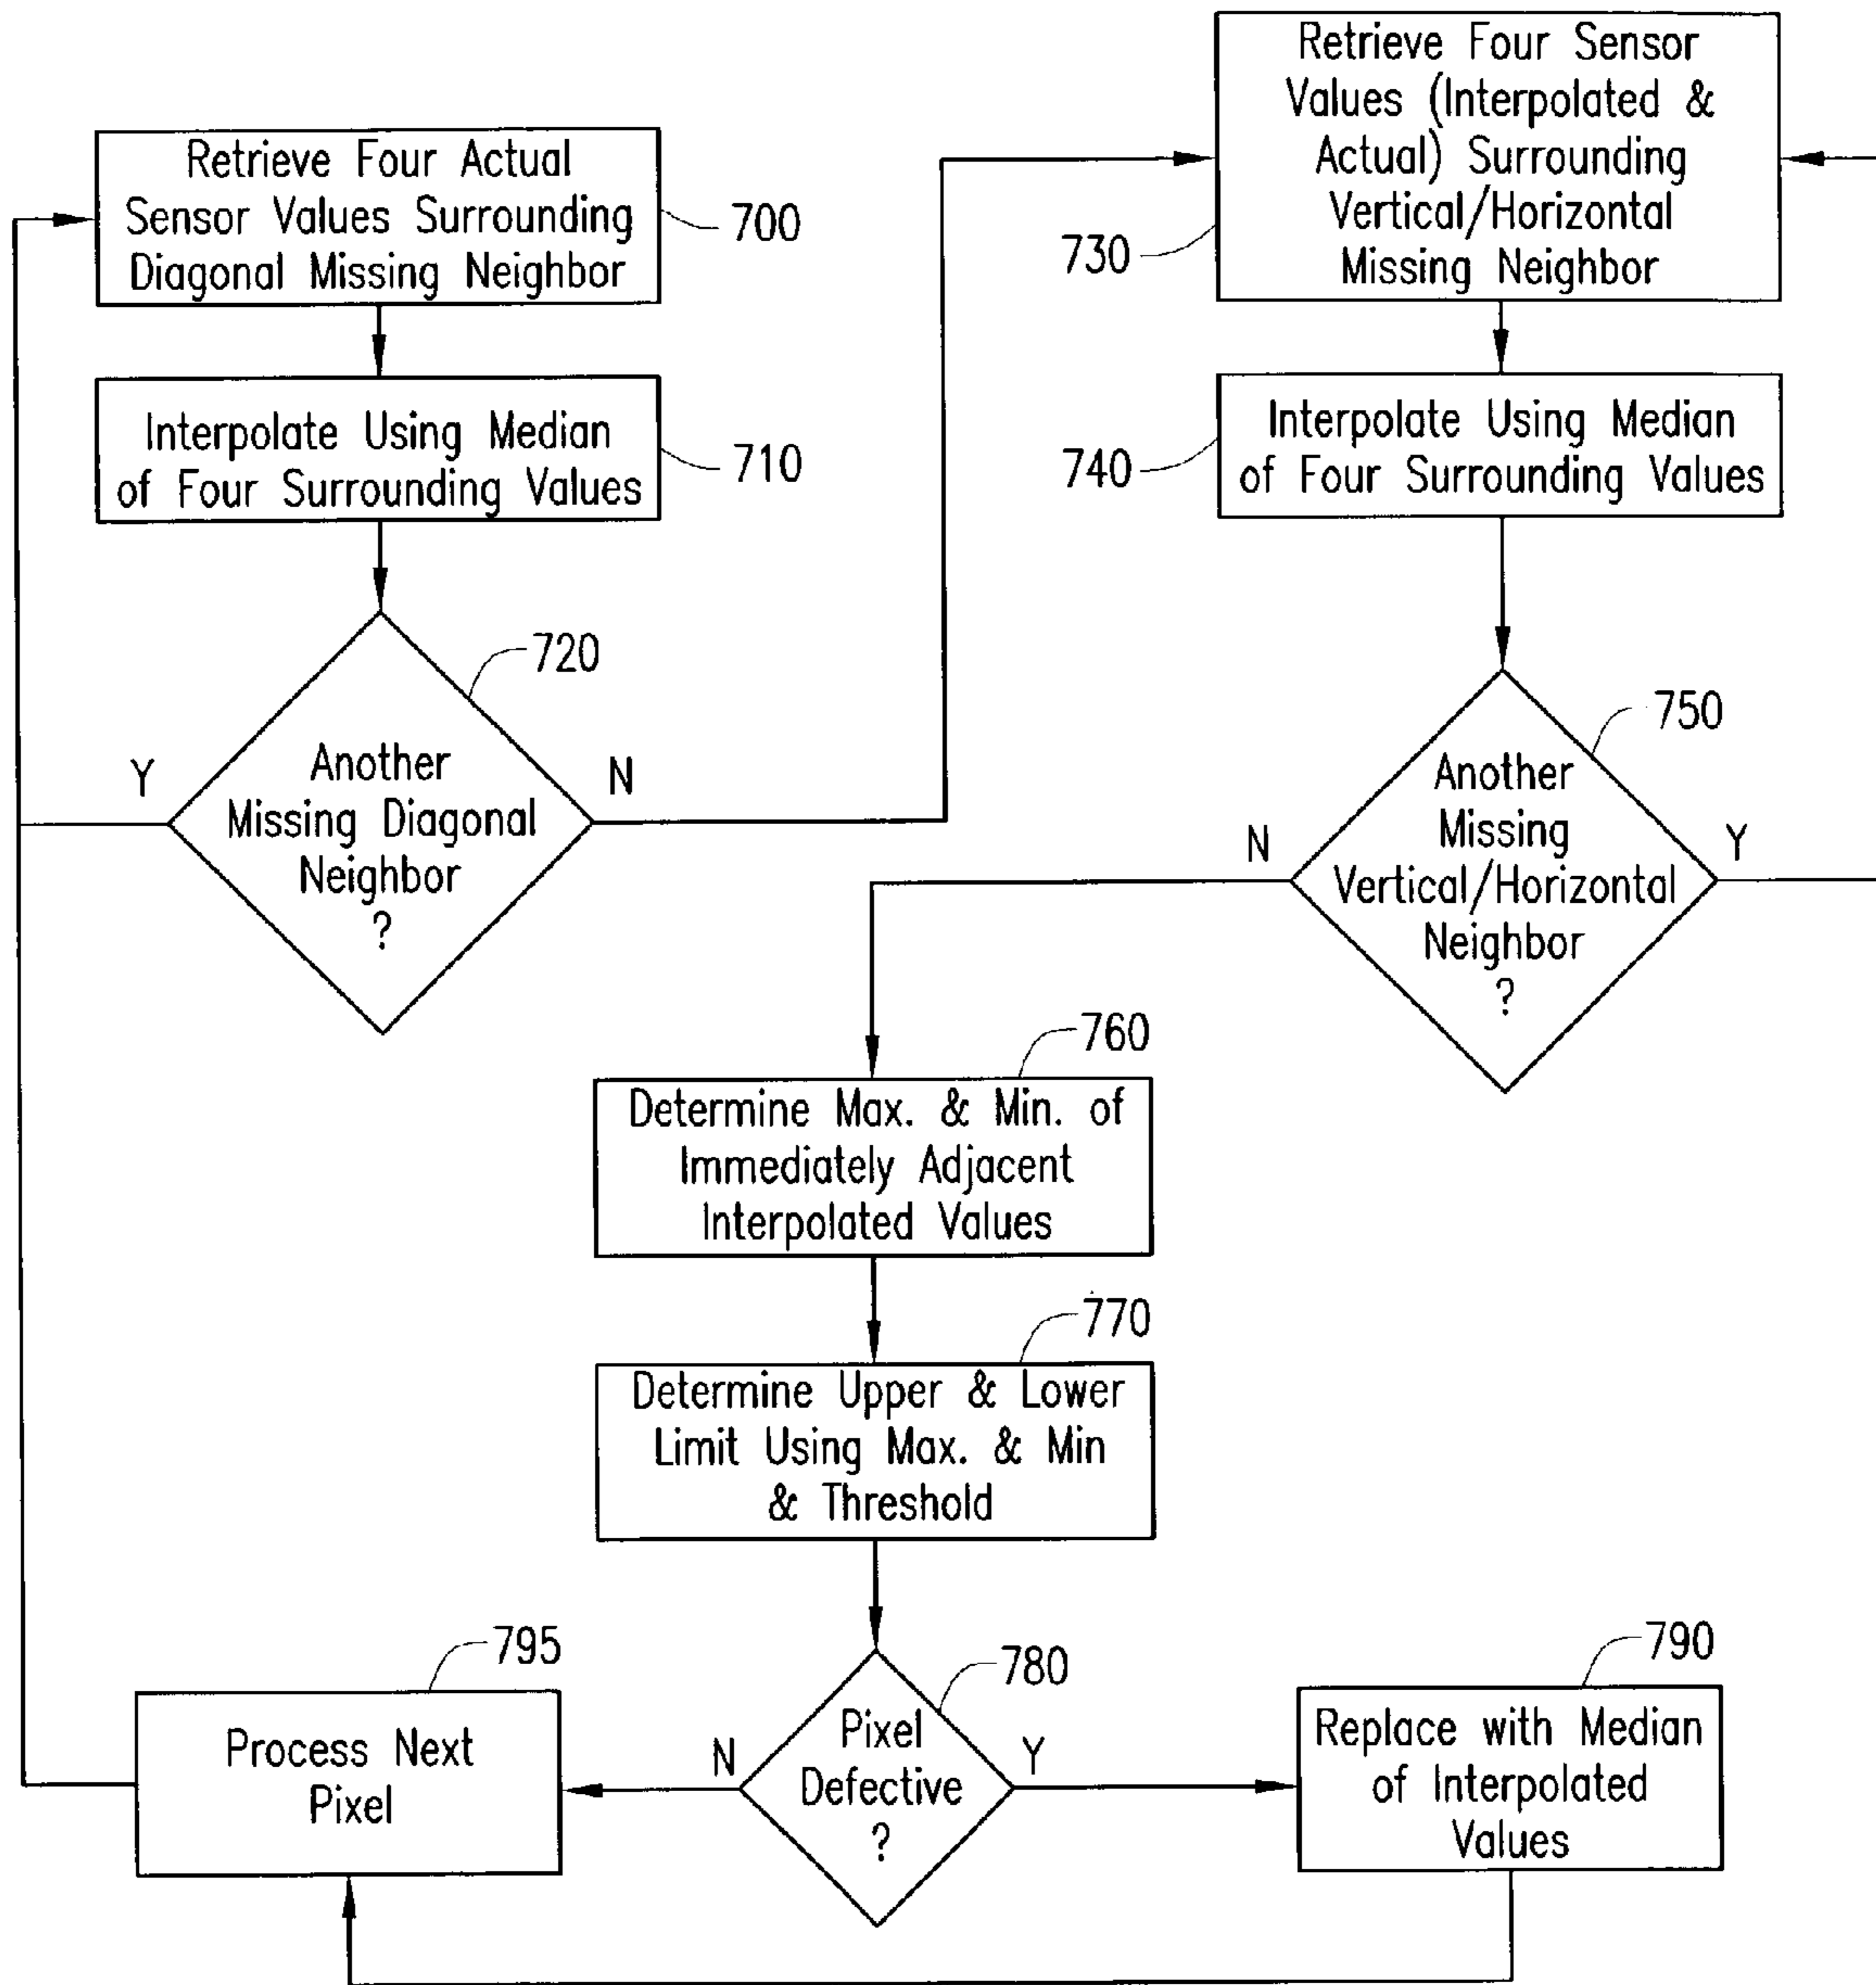 Retrieve Four Actual
Sensor Values Surrounding
Diagonal Missing Neighbor
700
Interpolate Using Median
of Four Surrounding Values
710
720
Another
Missing Diagonal
Neighbor
?
Y
N
Retrieve Four Sensor
Values (Interpolated &
Actual) Surrounding
Vertical/Horizontal
Missing Neighbor
730
Interpolate Using Median
of Four Surrounding Values
740
750
Another
Missing
Vertical/Horizontal
Neighbor
?
N
Y
760
Determine Max. & Min. of
Immediately Adjacent
Interpolated Values
770
Determine Upper & Lower
Limit Using Max. & Min
& Threshold
780
Pixel
Defective
?
N
Y
790
Replace with Median
of Interpolated
Values
795
Process Next
Pixel